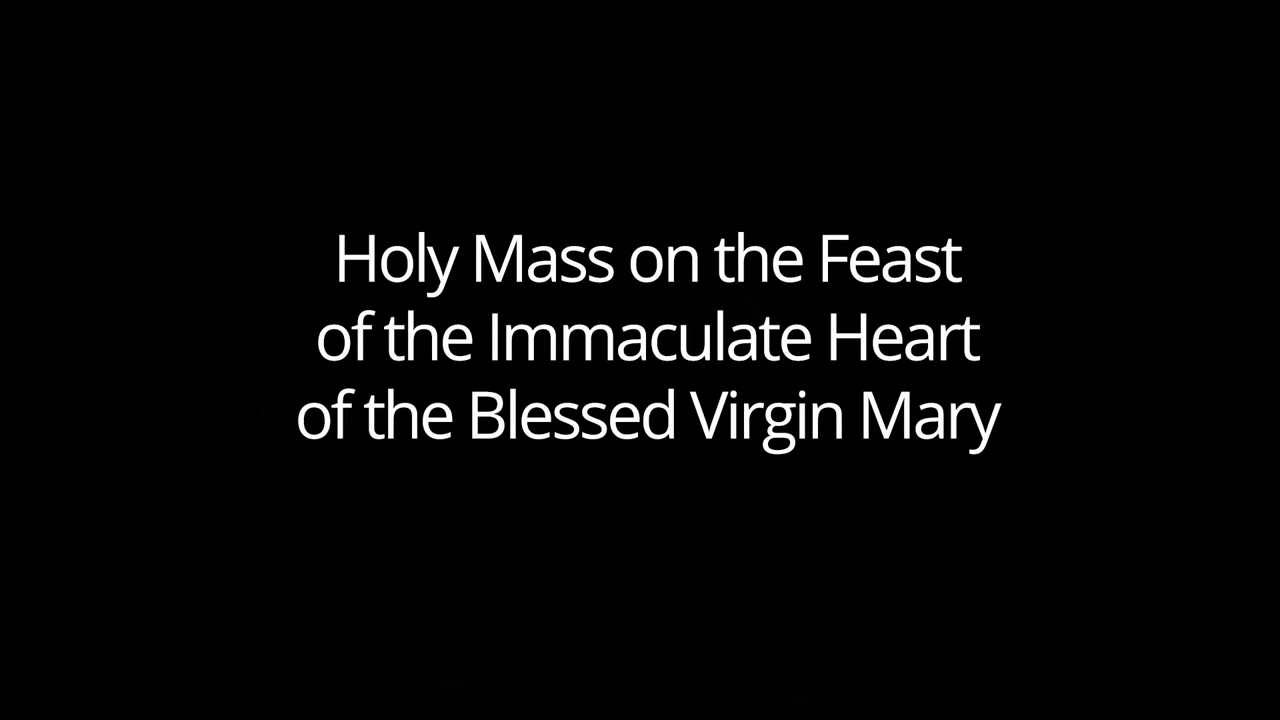 Holy Mass on the Feast
of the Immaculate Heart
of the Blessed Virgin Mary